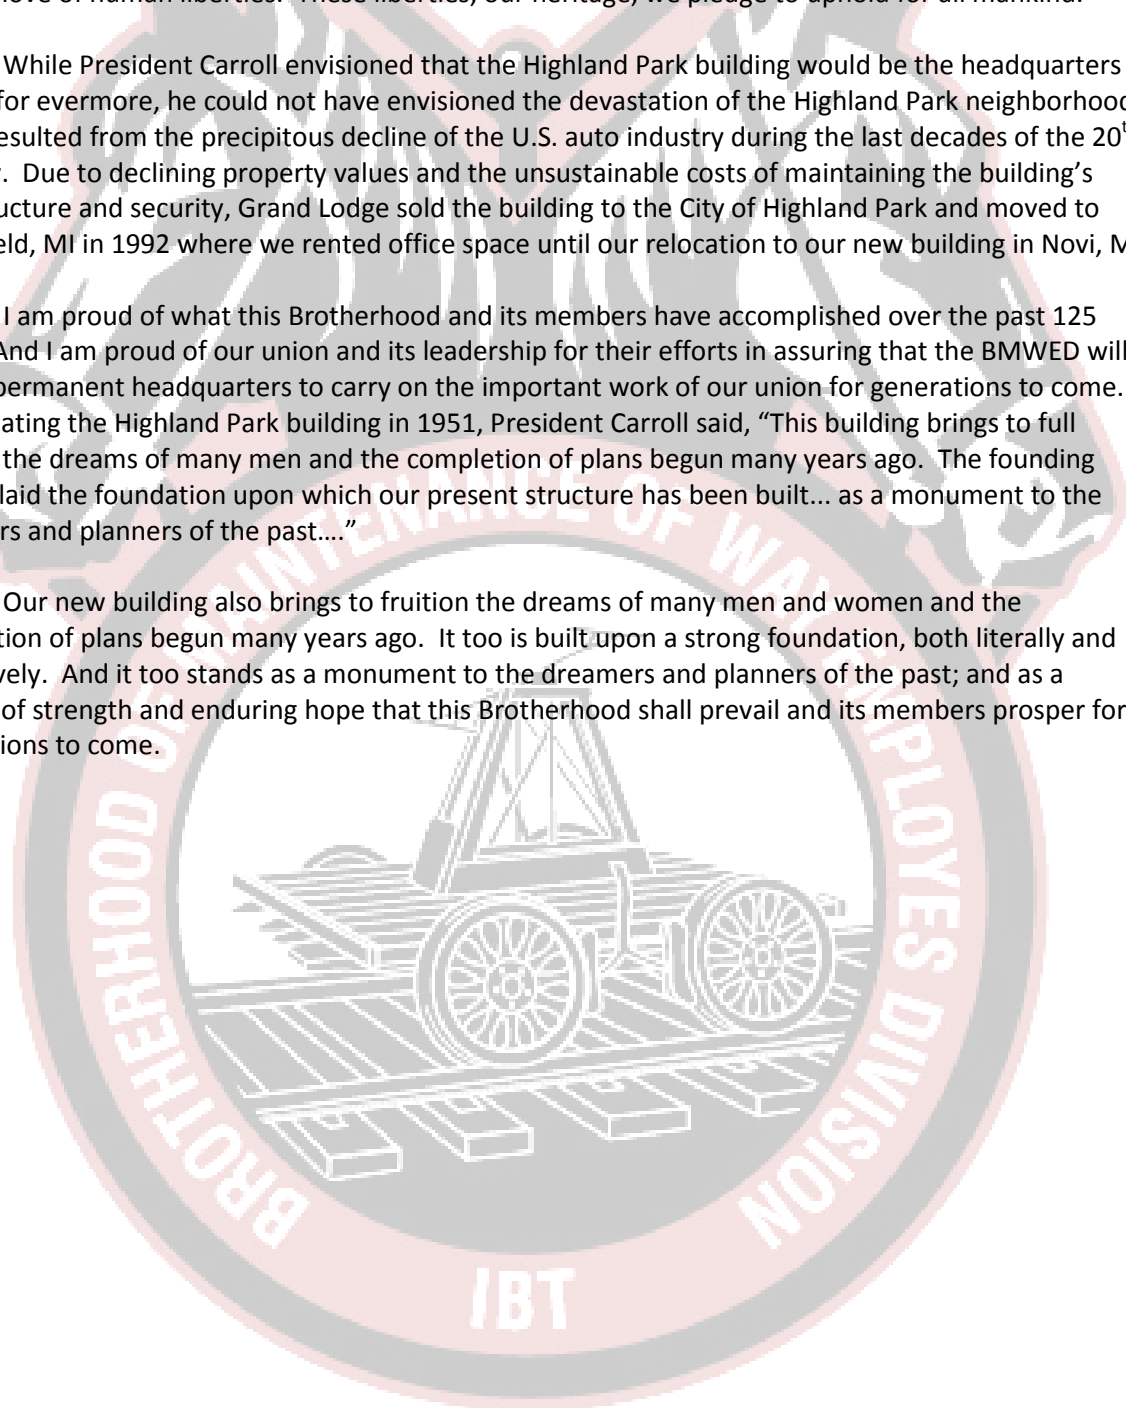 love of human liberties. These liberties, our heritage, we pledge to uphold for all mankind.
While President Carroll envisioned that the Highland Park building would be the headquarters
for evermore, he could not have envisioned the devastation of the Highland Park neighborhood
esulted from the precipitous decline of the U.S. auto industry during the last decades of the 20t
. Due to declining property values and the unsustainable costs of maintaining the building’s
ucture and security, Grand Lodge sold the building to the City of Highland Park and moved to
eld, MI in 1992 where we rented office space until our relocation to our new building in Novi, M
I am proud of what this Brotherhood and its members have accomplished over the past 125
And I am proud of our union and its leadership for their efforts in assuring that the BMWED will
permanent headquarters to carry on the important work of our union for generations to come.
ating the Highland Park building in 1951, President Carroll said, “This building brings to full
the dreams of many men and the completion of plans begun many years ago. The founding
laid the foundation upon which our present structure has been built... as a monument to the
rs and planners of the past….”
Our new building also brings to fruition the dreams of many men and women and the
tion of plans begun many years ago. It too is built upon a strong foundation, both literally and
vely. And it too stands as a monument to the dreamers and planners of the past; and as a
of strength and enduring hope that this Brotherhood shall prevail and its members prosper for
ions to come.
BROTHERHOOD OF MAINTENANCE OF WAY EMPLOYES DIVISION
IBT